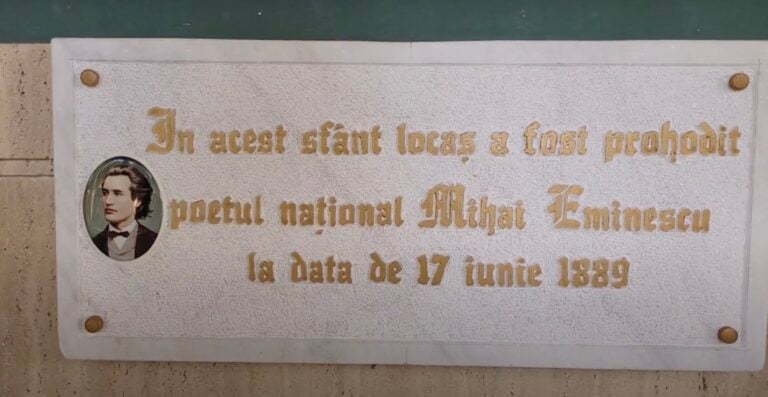 In acest sfânt locaș a fost prohodit
poetul național Mihai Eminescu
la data de 17 iunie 1889